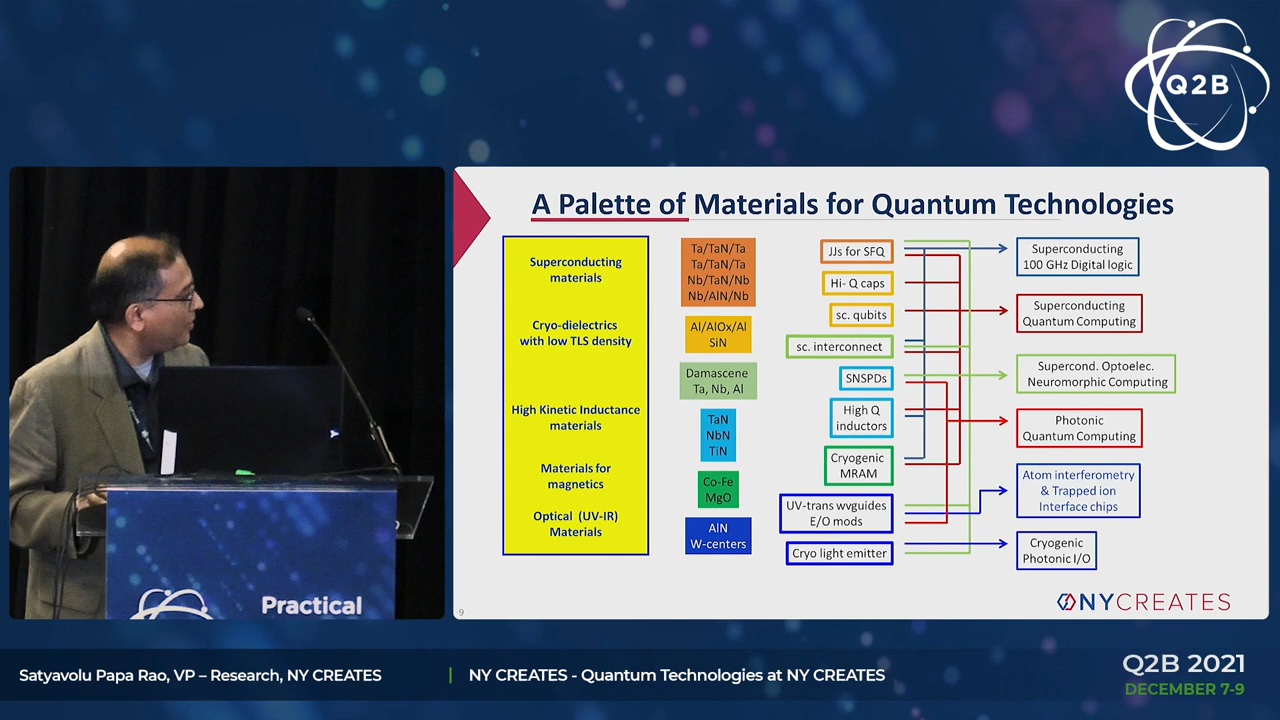 Q2B
A Palette of Materials for Quantum Technologies
Superconducting
materials
Cryo-dielectrics
with low TLS density
High Kinetic Inductance
materials
Materials for
magnetics
Optical (UV-IR)
Materials
Ta/TaN/Ta
Ta/TaN/Ta
Nb/TaN/Nb
Nb/AlN/Nb
Al/AlOx/Al
SiN
Damascene
Ta, Nb, Al
TaN
NbN
TiN
Co-Fe
MgO
AlN
W-centers
JJs for SFQ
Hi- Q caps
sc. qubits
sc. interconnect
SNSPDs
High Q
inductors
Cryogenic
MRAM
UV-trans wvguides
E/O mods
Cryo light emitter
Superconducting
100 GHz Digital logic
Superconducting
Quantum Computing
Supercond. Optoelec.
Neuromorphic Computing
Photonic
Quantum Computing
Atom interferometry
& Trapped ion
Interface chips
Cryogenic
Photonic I/O
9
NYCREATES
Practical
Satyavolu Papa Rao, VP – Research, NY CREATES
NY CREATES - Quantum Technologies at NY CREATES
Q2B 2021
DECEMBER 7-9